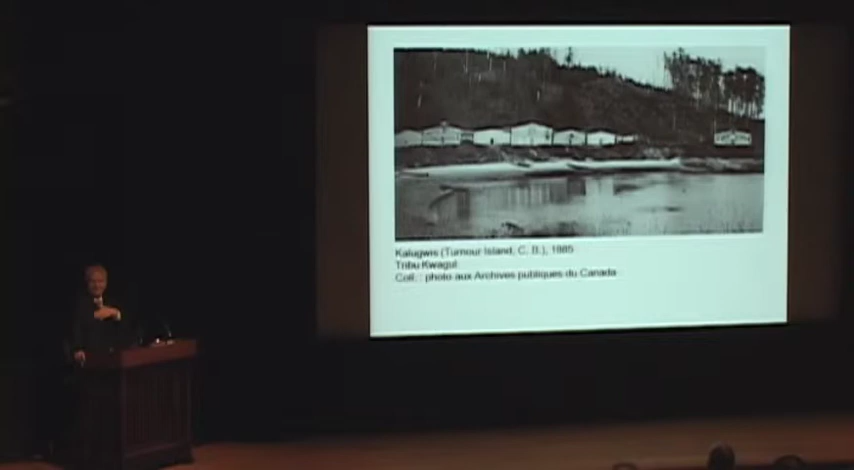 Kalugwis (Turnour Island, C. B.), 1885
Tribu Kwagul
Coll. : photo aux Archives publiques du Canada